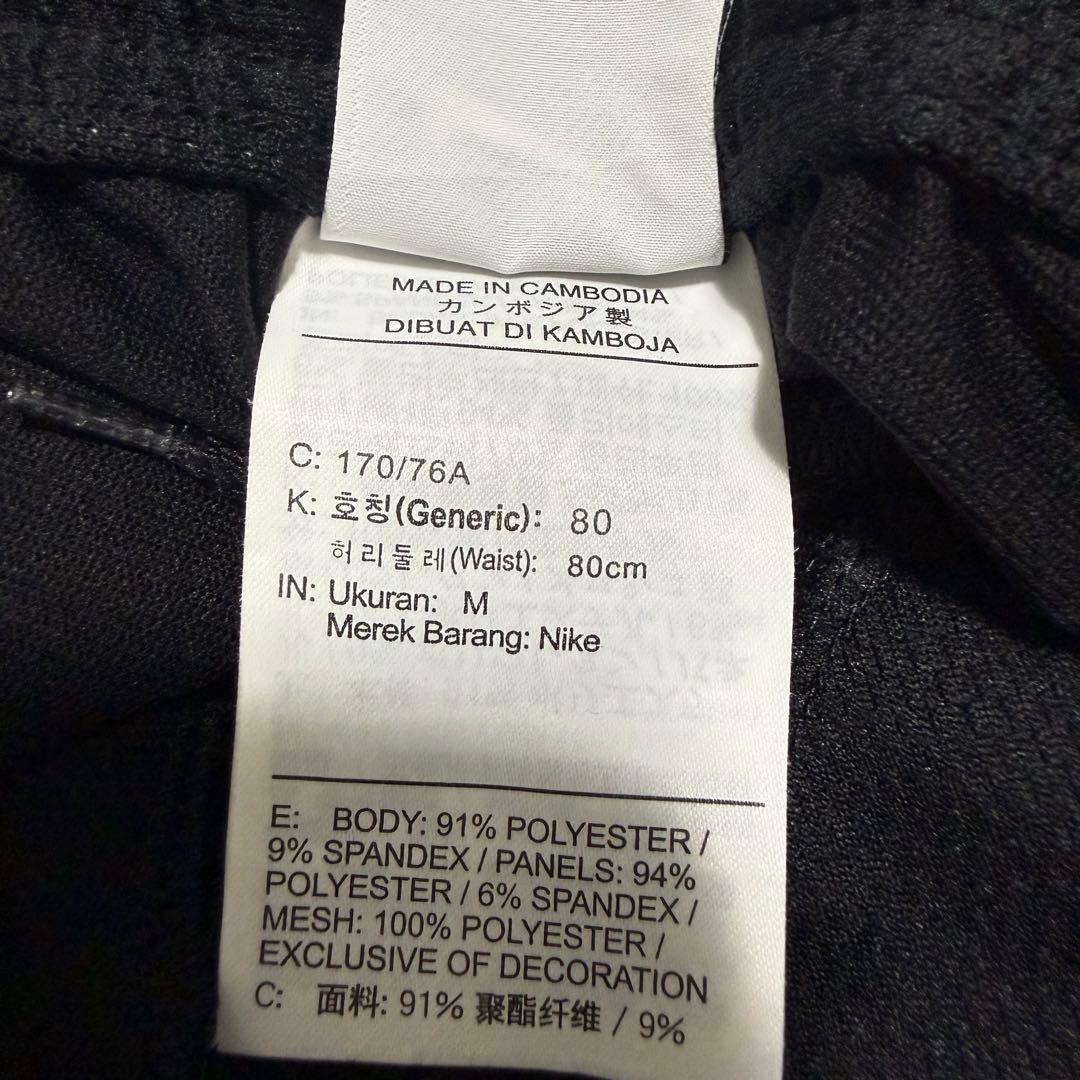 MADE IN CAMBODIA
カンボジア製
DIBUAT DI KAMBOJA
C: 170/76A
K: 호칭(Generic): 80
허리둘레(Waist): 80cm
IN: Ukuran: M
Merek Barang: Nike
E: BODY: 91% POLYESTER /
9% SPANDEX / PANELS: 94%
POLYESTER / 6% SPANDEX /
MESH: 100% POLYESTER /
EXCLUSIVE OF DECORATION
C: 面料: 91% 聚酯纤维 / 9%